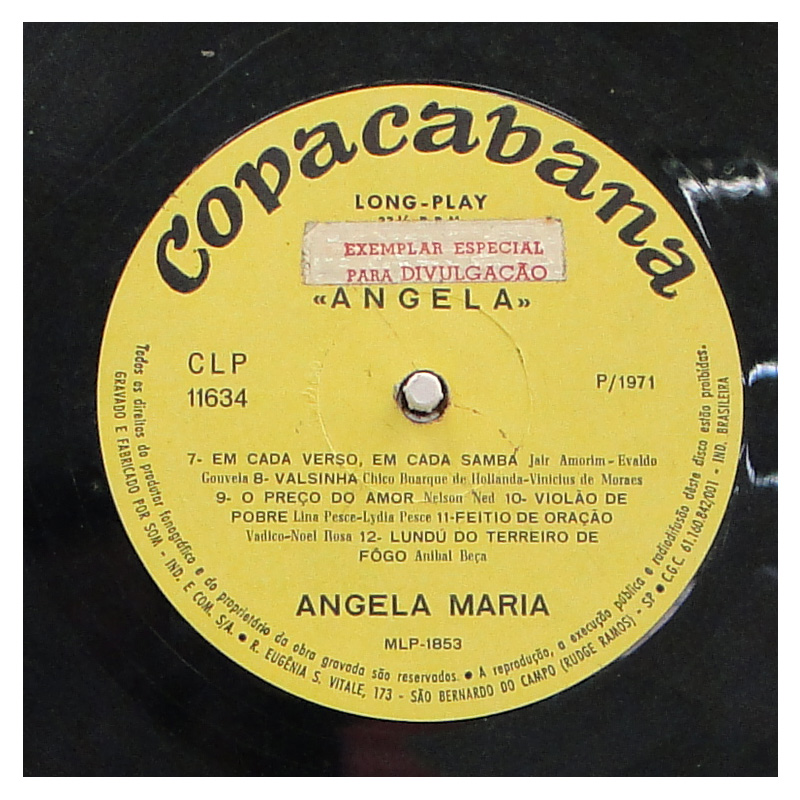 Copacabana
LONG-PLAY
EXEMPLAR ESPECIAL
PARA DIVULGAÇÃO
«ANGELA»
CLP
11634
P/1971
7- EM CADA VERSO, EM CADA SAMBA Jair Amorim-Evaldo
Gouveia 8- VALSINHA Chico Buarque de Hollanda-Vinicius de Moraes
9- O PREÇO DO AMOR Nelson Ned 10- VIOLÃO DE
POBRE Lina Pesce-Lydia Pesce 11-FEITIO DE ORAÇÃO
Vadico-Noel Rosa 12- LUNDÚ DO TERREIRO DE
FÔGO Anibal Beça
ANGELA MARIA
MLP-1853
Todos os direitos do produtor fonográfico e do proprietário da obra gravada são reservados. ● A reprodução, a execução pública e radiodifusão dêste disco estão proibidas.
GRAVADO E FABRICADO POR SOM - IND. E COM. S/A. ● R. EUGÊNIA S. VITALE, 173 - SÃO BERNARDO DO CAMPO (RUDGE RAMOS) - SP ● C.G.C. 61.160.842/001 - IND. BRASILEIRA